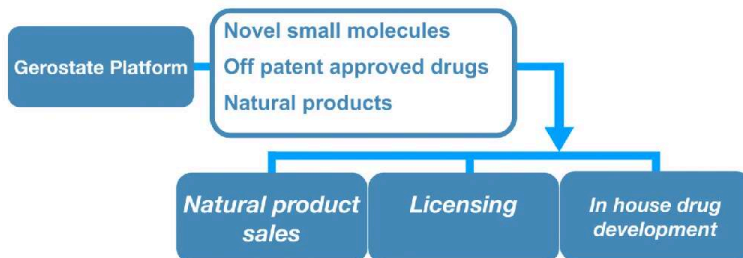 Novel small molecules
Gerostate Platform
Off patent approved drugs
Natural products
Natural product
sales
Licensing
In house drug
development